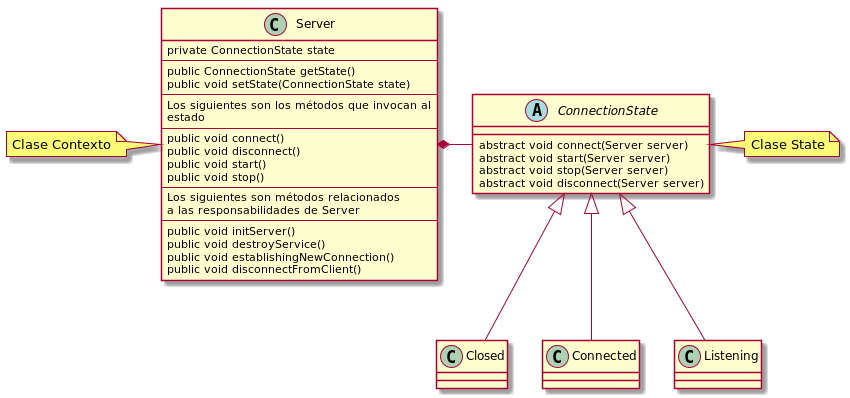 C Server
private ConnectionState state
public ConnectionState getState()
public void setState(ConnectionState state)
Los siguientes son los métodos que invocan al
estado
public void connect()
public void disconnect()
public void start()
public void stop()
Los siguientes son métodos relacionados
a las responsabilidades de Server
public void initServer()
public void destroyService()
public void establishingNewConnection()
public void disconnectFromClient()
Clase Contexto
A ConnectionState
abstract void connect(Server server)
abstract void start(Server server)
abstract void stop(Server server)
abstract void disconnect(Server server)
Clase State
C Closed
C Connected
C Listening